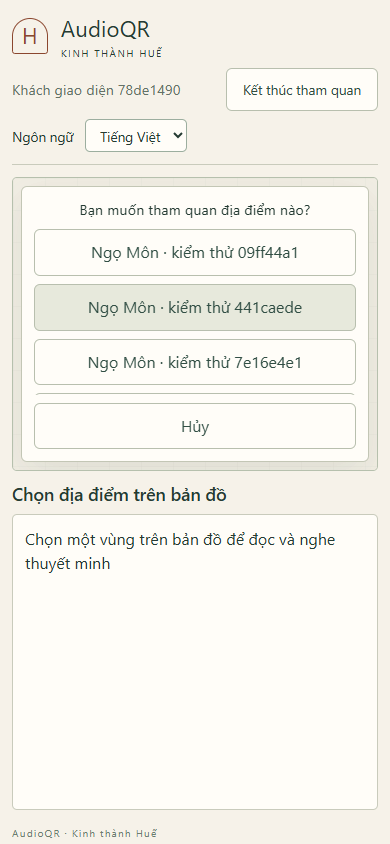 H
AudioQR
KINH THÀNH HUẾ
Khách giao diện 78de1490
Kết thúc tham quan
Ngôn ngữ
Tiếng Việt
Bạn muốn tham quan địa điểm nào?
Ngọ Môn · kiểm thử 09ff44a1
Ngọ Môn · kiểm thử 441caede
Ngọ Môn · kiểm thử 7e16e4e1
Hủy
Chọn địa điểm trên bản đồ
Chọn một vùng trên bản đồ để đọc và nghe
thuyết minh
AudioQR · Kinh thành Huế